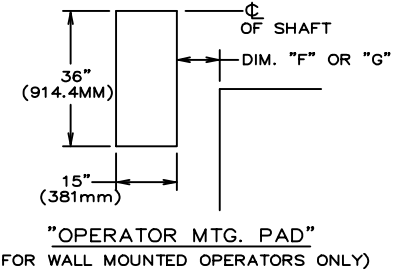 ℄
OF SHAFT
DIM. "F" OR "G"
36"
(914.4MM)
15"
(381mm)
"OPERATOR MTG. PAD"
FOR WALL MOUNTED OPERATORS ONLY)